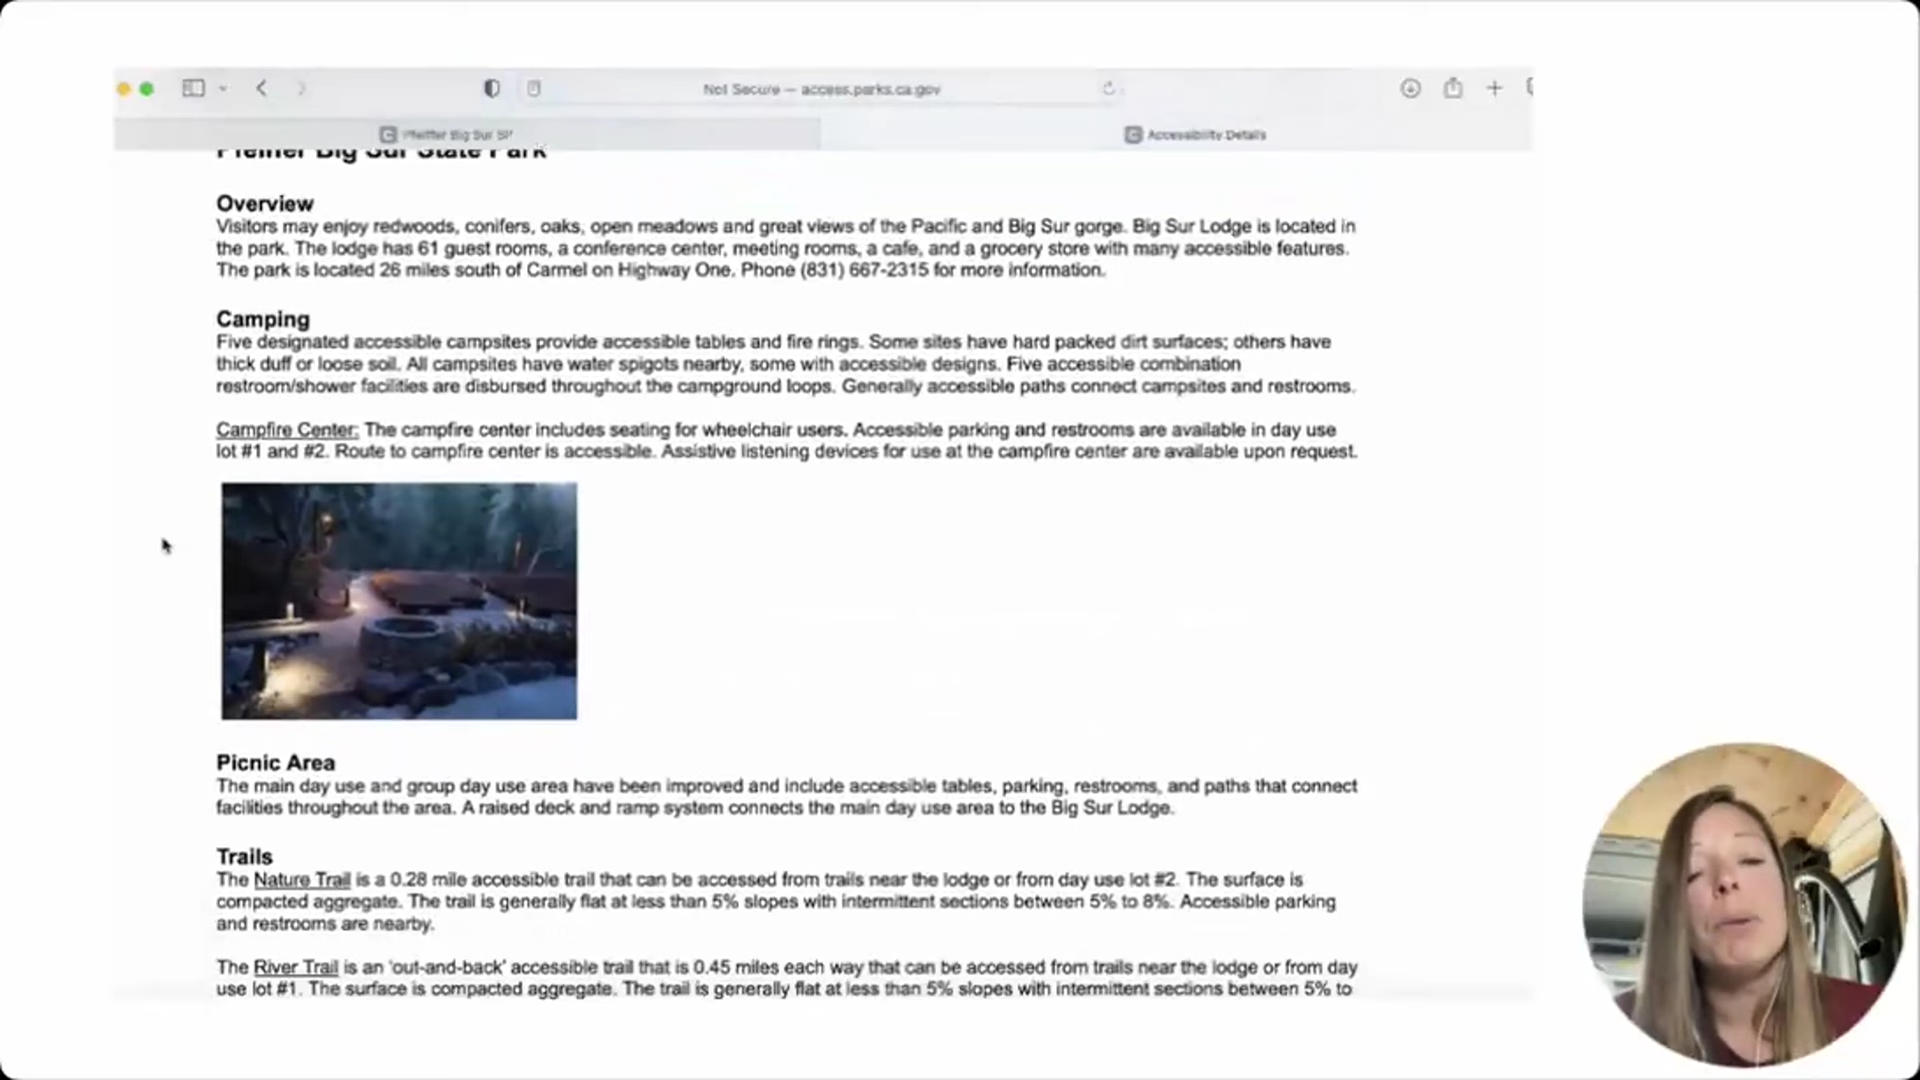 Not Secure — access.parks.ca.gov
Pfeiffer Big Sur SP
Accessibility Details
Pfeiffer Big Sur State Park
Overview
Visitors may enjoy redwoods, conifers, oaks, open meadows and great views of the Pacific and Big Sur gorge. Big Sur Lodge is located in
the park. The lodge has 61 guest rooms, a conference center, meeting rooms, a cafe, and a grocery store with many accessible features.
The park is located 26 miles south of Carmel on Highway One. Phone (831) 667-2315 for more information.
Camping
Five designated accessible campsites provide accessible tables and fire rings. Some sites have hard packed dirt surfaces; others have
thick duff or loose soil. All campsites have water spigots nearby, some with accessible designs. Five accessible combination
restroom/shower facilities are disbursed throughout the campground loops. Generally accessible paths connect campsites and restrooms.
Campfire Center: The campfire center includes seating for wheelchair users. Accessible parking and restrooms are available in day use
lot #1 and #2. Route to campfire center is accessible. Assistive listening devices for use at the campfire center are available upon request.
Picnic Area
The main day use and group day use area have been improved and include accessible tables, parking, restrooms, and paths that connect
facilities throughout the area. A raised deck and ramp system connects the main day use area to the Big Sur Lodge.
Trails
The Nature Trail is a 0.28 mile accessible trail that can be accessed from trails near the lodge or from day use lot #2. The surface is
compacted aggregate. The trail is generally flat at less than 5% slopes with intermittent sections between 5% to 8%. Accessible parking
and restrooms are nearby.
The River Trail is an 'out-and-back' accessible trail that is 0.45 miles each way that can be accessed from trails near the lodge or from day
use lot #1. The surface is compacted aggregate. The trail is generally flat at less than 5% slopes with intermittent sections between 5% to